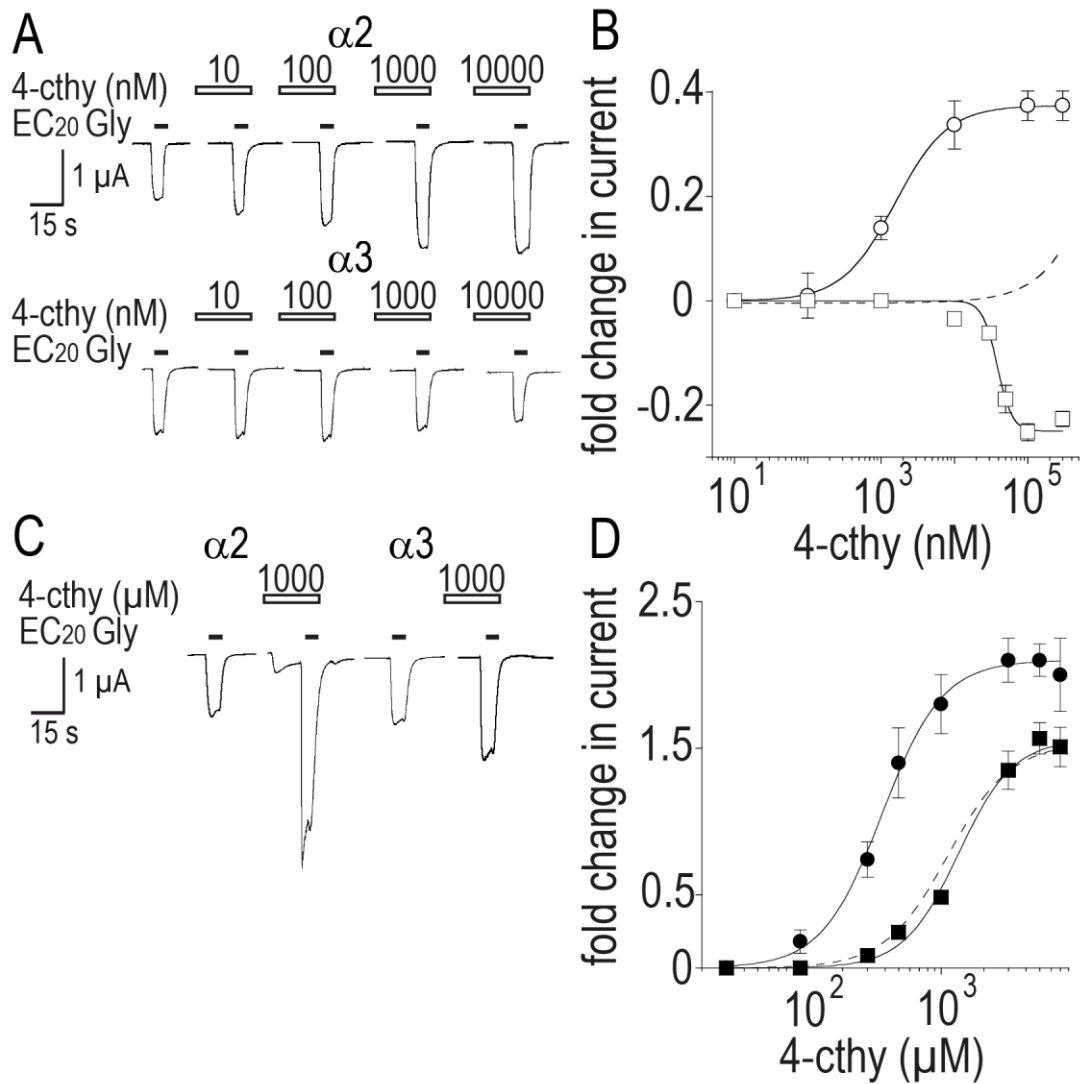 A
α2
10 100 1000 10000
4-cthy (nM)
EC20 Gly
1 µA
15 s
α3
10 100 1000 10000
4-cthy (nM)
EC20 Gly
B
fold change in current
0.4
0.2
0
-0.2
10^1 10^3 10^5
4-cthy (nM)
C
α2 α3
1000 1000
4-cthy (µM)
EC20 Gly
1 µA
15 s
D
fold change in current
2.5
1.5
0.5
0
10^2 10^3
4-cthy (µM)